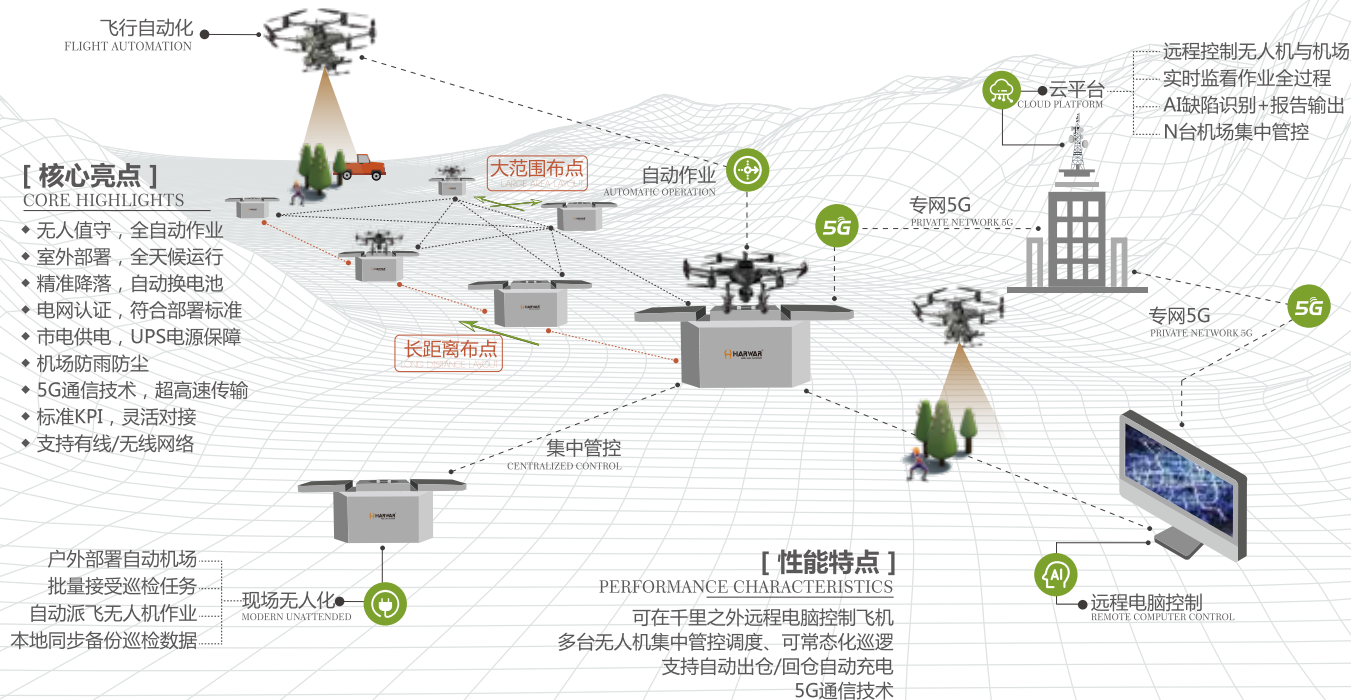 飞行自动化
FLIGHT AUTOMATION
[ 核心亮点 ]
CORE HIGHLIGHTS
无人值守，全自动作业
室外部署，全天候运行
精准降落，自动换电池
电网认证，符合部署标准
市电供电，UPS电源保障
机场防雨防尘
5G通信技术，超高速传输
标准KPI，灵活对接
支持有线/无线网络
大范围布点
LARGE AREA LAYOUT
长距离布点
LONG DISTANCE LAYOUT
自动作业
AUTOMATIC OPERATION
5G
专网5G
PRIVATE NETWORK 5G
云平台
CLOUD PLATFORM
远程控制无人机与机场
实时监看作业全过程
AI缺陷识别+报告输出
N台机场集中管控
专网5G
PRIVATE NETWORK 5G
5G
HARWAR
HARWAR
HARWAR
HARWAR
集中管控
CENTRALIZED CONTROL
户外部署自动机场
批量接受巡检任务
自动派飞无人机作业
本地同步备份巡检数据
现场无人化
MODERN UNATTENDED
[ 性能特点 ]
PERFORMANCE CHARACTERISTICS
可在千里之外远程电脑控制飞机
多台无人机集中管控调度、可常态化巡逻
支持自动出仓/回仓自动充电
5G通信技术
AI
远程电脑控制
REMOTE COMPUTER CONTROL